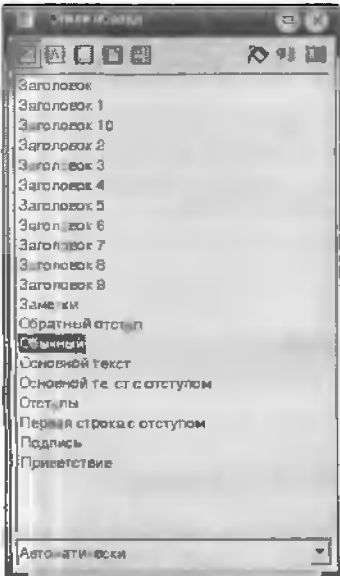 Заголовок
Заголовок 1
Заголовок 10
Заголовок 2
Заголовок 3
Заголовок 4
Заголовок 5
Заголовок 6
Заголовок 7
Заголовок 8
Заголовок 9
Заметки
Обратный отступ
Обычный
Основной текст
Основной текст с отступом
Отступы
Первая строка с отступом
Подпись
Приветствие
Автоматически